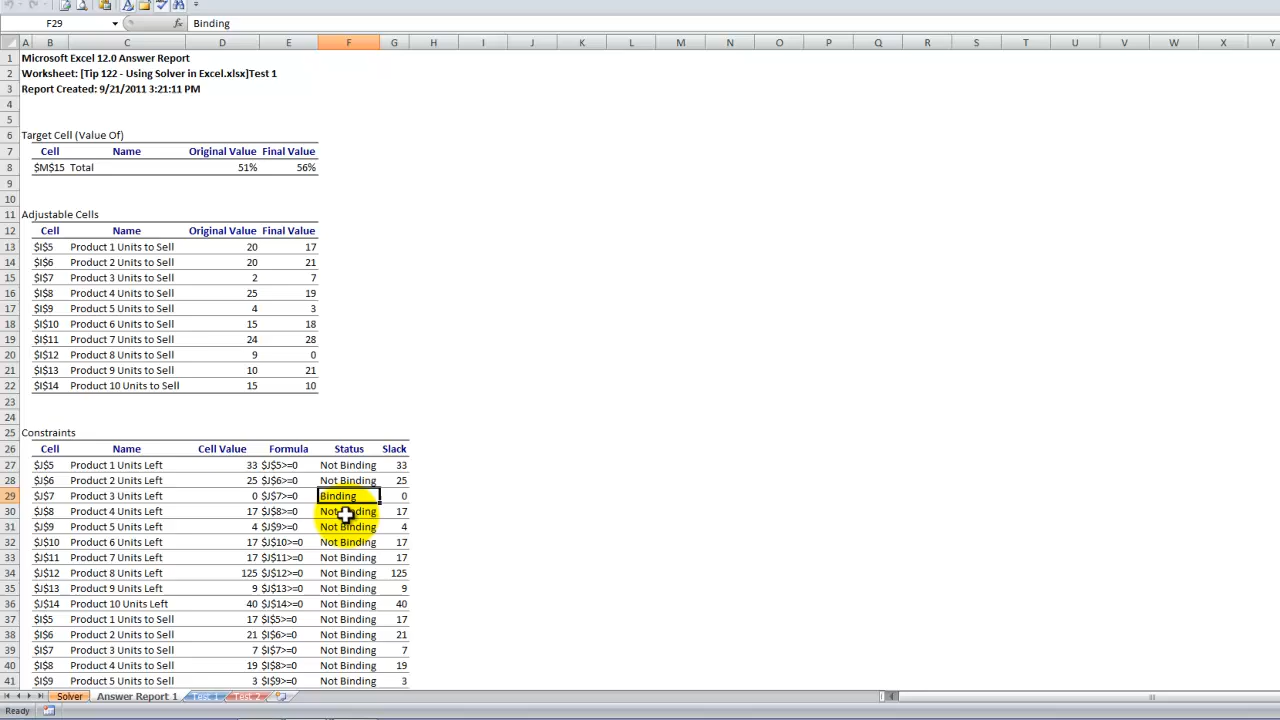 F29 fx Binding
A B C D E F G H I J K L M N O P Q R S T U V W X Y
1 Microsoft Excel 12.0 Answer Report
2 Worksheet: [Tip 122 - Using Solver in Excel.xlsx]Test 1
3 Report Created: 9/21/2011 3:21:11 PM
4
5
6 Target Cell (Value Of)
7 Cell Name Original Value Final Value
8 $M$15 Total 51% 56%
9
10
11 Adjustable Cells
12 Cell Name Original Value Final Value
13 $I$5 Product 1 Units to Sell 20 17
14 $I$6 Product 2 Units to Sell 20 21
15 $I$7 Product 3 Units to Sell 2 7
16 $I$8 Product 4 Units to Sell 25 19
17 $I$9 Product 5 Units to Sell 4 3
18 $I$10 Product 6 Units to Sell 15 18
19 $I$11 Product 7 Units to Sell 24 28
20 $I$12 Product 8 Units to Sell 9 0
21 $I$13 Product 9 Units to Sell 10 21
22 $I$14 Product 10 Units to Sell 15 10
23
24
25 Constraints
26 Cell Name Cell Value Formula Status Slack
27 $J$5 Product 1 Units Left 33 $J$5>=0 Not Binding 33
28 $J$6 Product 2 Units Left 25 $J$6>=0 Not Binding 25
29 $J$7 Product 3 Units Left 0 $J$7>=0 Binding 0
30 $J$8 Product 4 Units Left 17 $J$8>=0 Not Binding 17
31 $J$9 Product 5 Units Left 4 $J$9>=0 Not Binding 4
32 $J$10 Product 6 Units Left 17 $J$10>=0 Not Binding 17
33 $J$11 Product 7 Units Left 17 $J$11>=0 Not Binding 17
34 $J$12 Product 8 Units Left 125 $J$12>=0 Not Binding 125
35 $J$13 Product 9 Units Left 9 $J$13>=0 Not Binding 9
36 $J$14 Product 10 Units Left 40 $J$14>=0 Not Binding 40
37 $I$5 Product 1 Units to Sell 17 $I$5>=0 Not Binding 17
38 $I$6 Product 2 Units to Sell 21 $I$6>=0 Not Binding 21
39 $I$7 Product 3 Units to Sell 7 $I$7>=0 Not Binding 7
40 $I$8 Product 4 Units to Sell 19 $I$8>=0 Not Binding 19
41 $I$9 Product 5 Units to Sell 3 $I$9>=0 Not Binding 3
Solver Answer Report 1 Test 1 Test 2
Ready